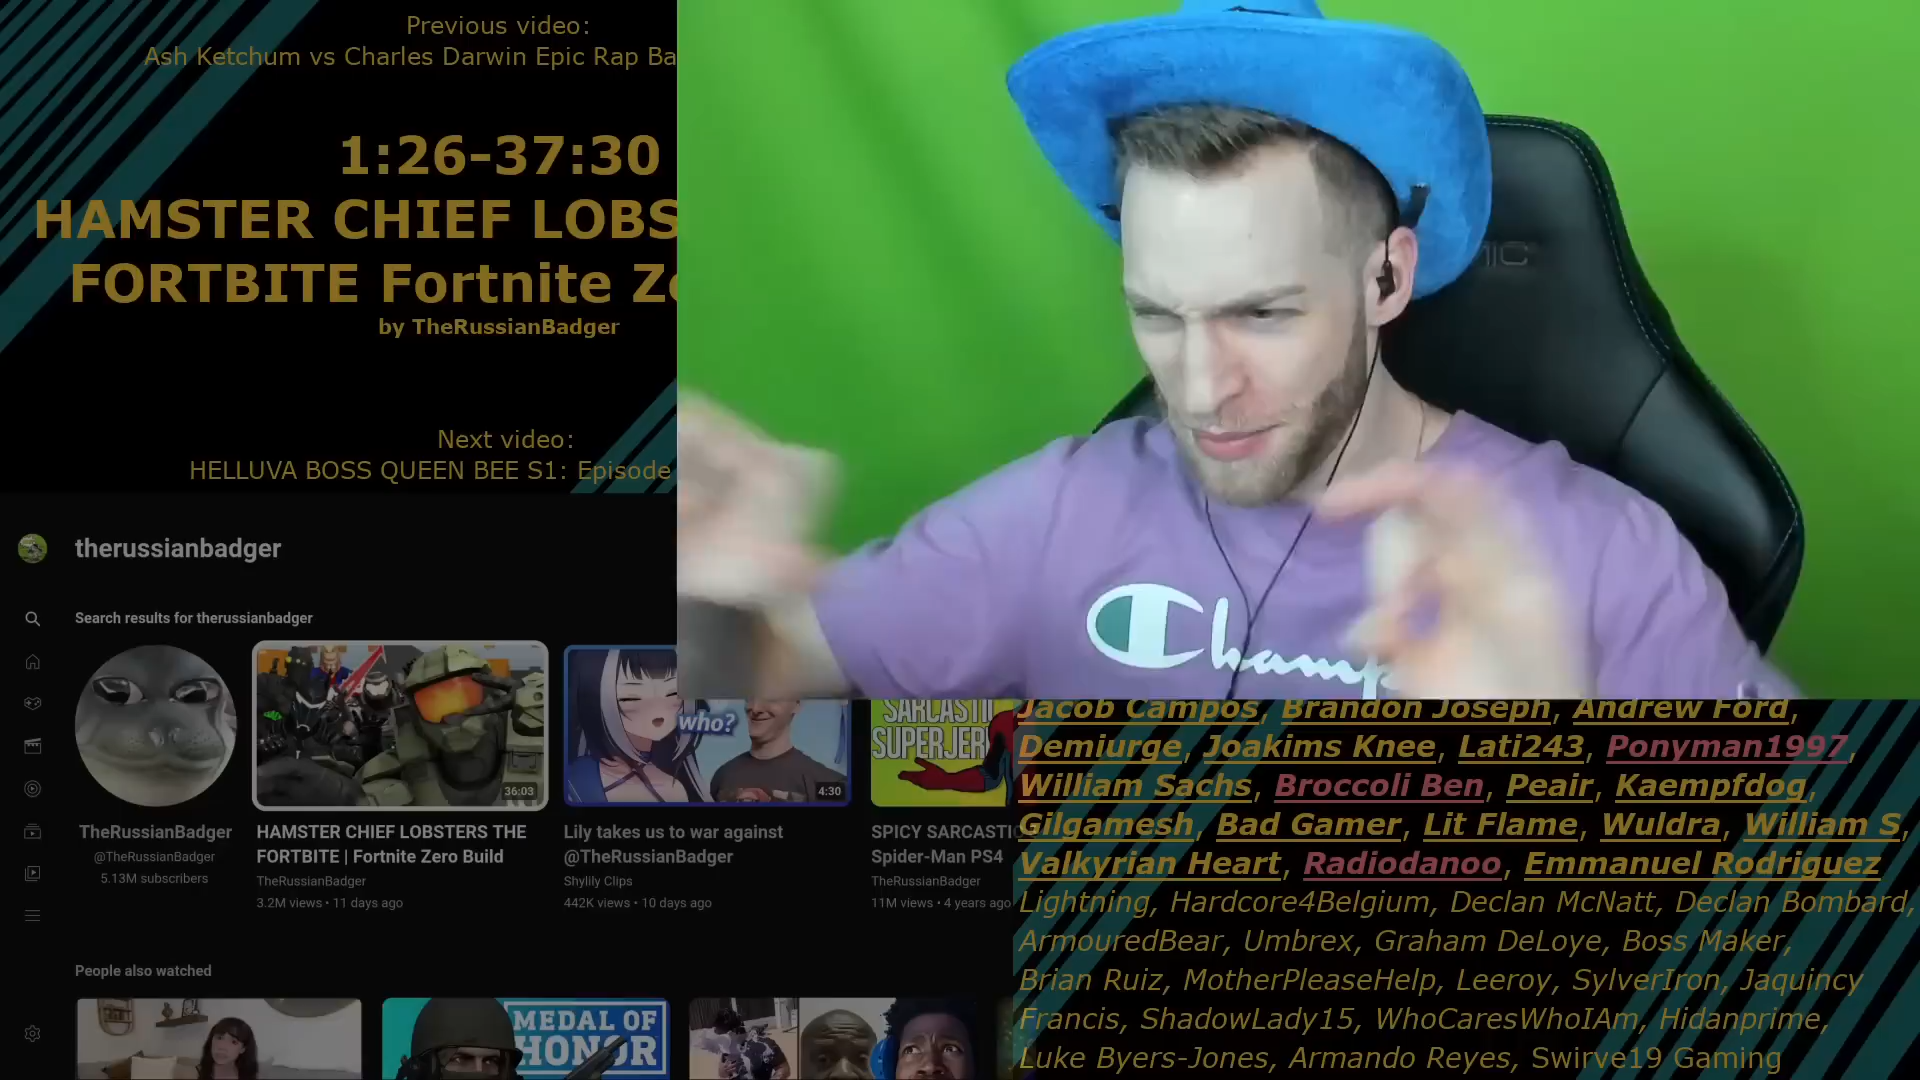 Previous video:
Ash Ketchum vs Charles Darwin Epic Rap Ba
1:26-37:30
HAMSTER CHIEF LOBS
FORTBITE Fortnite Ze
by TheRussianBadger
Next video:
HELLUVA BOSS QUEEN BEE S1: Episode
therussianbadger
Search results for therussianbadger
who?
SARCASTIC
SUPERJER
36:03
4:30
TheRussianBadger
@TheRussianBadger
5.13M subscribers
HAMSTER CHIEF LOBSTERS THE
FORTBITE | Fortnite Zero Build
TheRussianBadger
3.2M views • 11 days ago
Lily takes us to war against
@TheRussianBadger
Shylily Clips
442K views • 10 days ago
SPICY SARCASTIC
Spider-Man PS4
TheRussianBadger
11M views • 4 years ago
People also watched
MEDAL OF
HONOR
Champ
Jacob Campos, Brandon Joseph, Andrew Ford,
Demiurge, Joakims Knee, Lati243, Ponyman1997,
William Sachs, Broccoli Ben, Peair, Kaempfdog,
Gilgamesh, Bad Gamer, Lit Flame, Wuldra, William S,
Valkyrian Heart, Radiodanoo, Emmanuel Rodriguez
Lightning, Hardcore4Belgium, Declan McNatt, Declan Bombard,
ArmouredBear, Umbrex, Graham DeLoye, Boss Maker,
Brian Ruiz, MotherPleaseHelp, Leeroy, SylverIron, Jaquincy
Francis, ShadowLady15, WhoCaresWhoIAm, Hidanprime,
Luke Byers-Jones, Armando Reyes, Swirve19 Gaming